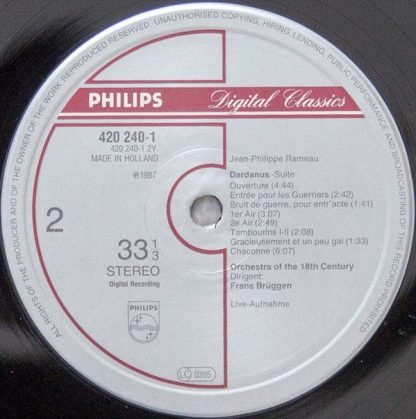 ALL RIGHTS OF THE PRODUCER AND OF THE OWNER OF THE WORK REPRODUCED RESERVED. UNAUTHORISED COPYING, HIRING, LENDING, PUBLIC PERFORMANCE AND BROADCASTING OF THIS RECORD PROHIBITED
PHILIPS Digital Classics
420 240-1
420 240-1.2Y
MADE IN HOLLAND
℗1987
2
33 1/3
STEREO
Digital Recording
PHILIPS
Jean-Philippe Rameau
Dardanus -Suite
Ouverture (4:44)
Entrée pour les Guerriers (2:42)
Bruit de guerre, pour entr'acte (1:41)
1er Air (3:07)
2e Air (2:49)
Tambourins I-II (2:08)
Gracieusement et un peu gai (1:33)
Chaconne (6:07)
Orchestra of the 18th Century
Dirigent:
Frans Brüggen
Live-Aufnahme
LC 0305